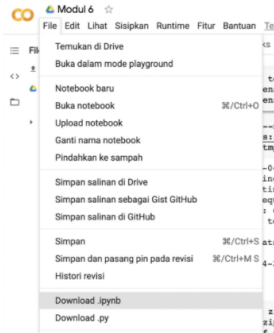 Modul 6
File Edit Lihat Sisipkan Runtime Fitur Bantuan
Temukan di Drive
Buka dalam mode playground
Notebook baru
Buka notebook ⌘/Ctrl+O
Upload notebook
Ganti nama notebook
Pindahkan ke sampah
Simpan salinan di Drive
Simpan salinan sebagai Gist GitHub
Simpan salinan di GitHub
Simpan ⌘/Ctrl+S
Simpan dan pasang pin pada revisi ⌘/Ctrl+M S
Histori revisi
Download .ipynb
Download .py